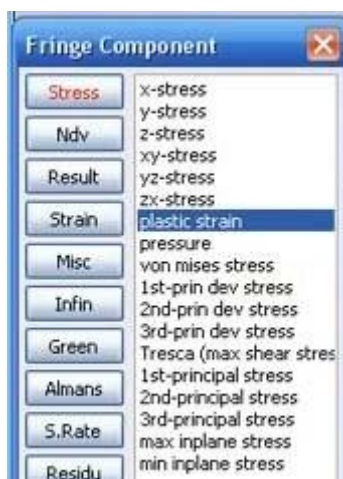 Fringe Component
Stress
Ndv
Result
Strain
Misc
Infin
Green
Almans
S.Rate
Residu
x-stress
y-stress
z-stress
xy-stress
yz-stress
zx-stress
plastic strain
pressure
von mises stress
1st-prin dev stress
2nd-prin dev stress
3rd-prin dev stress
Tresca (max shear stres
1st-principal stress
2nd-principal stress
3rd-principal stress
max inplane stress
min inplane stress